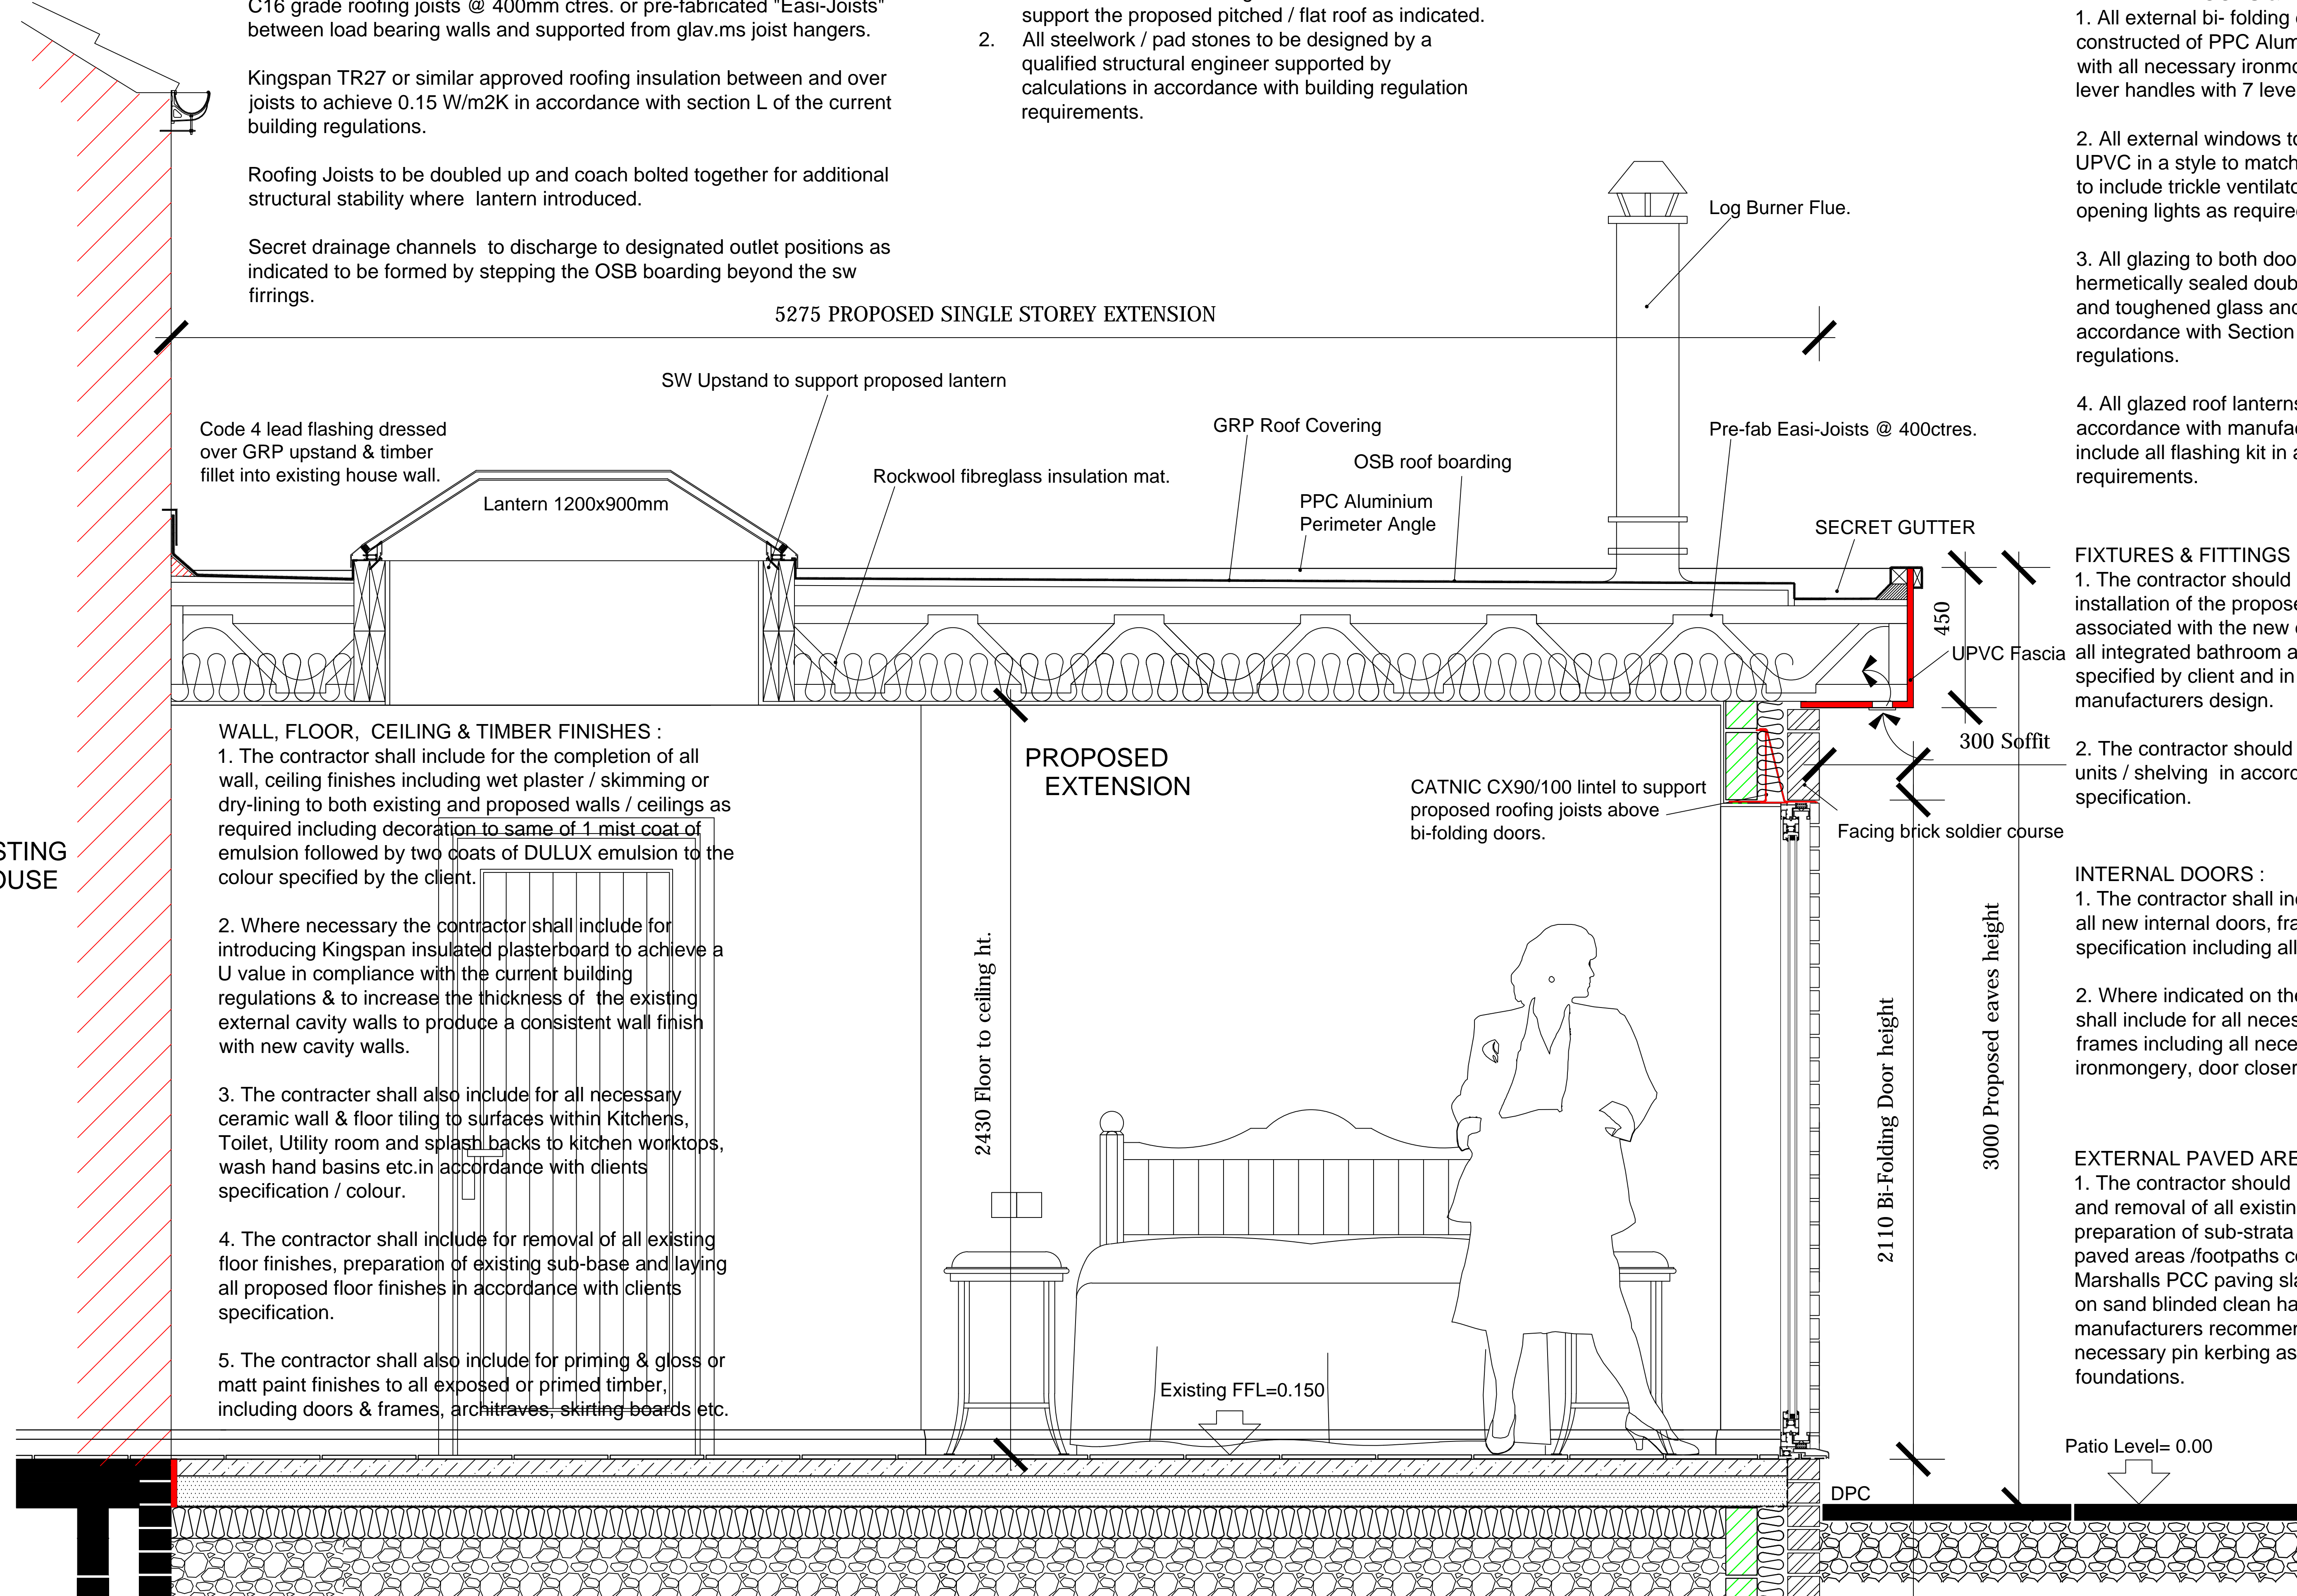 C16 grade roofing joists @ 400mm ctres. or pre-fabricated "Easi-Joists"
between load bearing walls and supported from glav.ms joist hangers.
Kingspan TR27 or similar approved roofing insulation between and over
joists to achieve 0.15 W/m2K in accordance with section L of the current
building regulations.
Roofing Joists to be doubled up and coach bolted together for additional
structural stability where lantern introduced.
Secret drainage channels to discharge to designated outlet positions as
indicated to be formed by stepping the OSB boarding beyond the sw
firrings.
support the proposed pitched / flat roof as indicated.
2. All steelwork / pad stones to be designed by a
qualified structural engineer supported by
calculations in accordance with building regulation
requirements.
1. All external bi- folding
constructed of PPC Alum
with all necessary ironmo
lever handles with 7 leve
2. All external windows to
UPVC in a style to match
to include trickle ventilato
opening lights as require
3. All glazing to both doo
hermetically sealed doub
and toughened glass and
accordance with Section
regulations.
4. All glazed roof lanterns
accordance with manufac
include all flashing kit in a
requirements.
Log Burner Flue.
5275 PROPOSED SINGLE STOREY EXTENSION
SW Upstand to support proposed lantern
Code 4 lead flashing dressed
over GRP upstand & timber
fillet into existing house wall.
Lantern 1200x900mm
Rockwool fibreglass insulation mat.
GRP Roof Covering
OSB roof boarding
PPC Aluminium
Perimeter Angle
Pre-fab Easi-Joists @ 400ctres.
SECRET GUTTER
450
UPVC Fascia
300 Soffit
FIXTURES & FITTINGS
1. The contractor should
installation of the propose
associated with the new
all integrated bathroom a
specified by client and in
manufacturers design.
2. The contractor should
units / shelving in accord
specification.
WALL, FLOOR, CEILING & TIMBER FINISHES :
1. The contractor shall include for the completion of all
wall, ceiling finishes including wet plaster / skimming or
dry-lining to both existing and proposed walls / ceilings as
required including decoration to same of 1 mist coat of
emulsion followed by two coats of DULUX emulsion to the
colour specified by the client.
2. Where necessary the contractor shall include for
introducing Kingspan insulated plasterboard to achieve a
U value in compliance with the current building
regulations & to increase the thickness of the existing
external cavity walls to produce a consistent wall finish
with new cavity walls.
3. The contracter shall also include for all necessary
ceramic wall & floor tiling to surfaces within Kitchens,
Toilet, Utility room and splash backs to kitchen worktops,
wash hand basins etc.in accordance with clients
specification / colour.
4. The contractor shall include for removal of all existing
floor finishes, preparation of existing sub-base and laying
all proposed floor finishes in accordance with clients
specification.
5. The contractor shall also include for priming & gloss or
matt paint finishes to all exposed or primed timber,
including doors & frames, architraves, skirting boards etc.
PROPOSED
EXTENSION
CATNIC CX90/100 lintel to support
proposed roofing joists above
bi-folding doors.
Facing brick soldier course
STING
OUSE
2430 Floor to ceiling ht.
2110 Bi-Folding Door height
3000 Proposed eaves height
INTERNAL DOORS :
1. The contractor shall in
all new internal doors, fra
specification including all
2. Where indicated on the
shall include for all neces
frames including all nece
ironmongery, door closer
EXTERNAL PAVED ARE
1. The contractor should
and removal of all existin
preparation of sub-strata
paved areas /footpaths c
Marshalls PCC paving sla
on sand blinded clean ha
manufacturers recommer
necessary pin kerbing as
foundations.
Existing FFL=0.150
Patio Level= 0.00
DPC